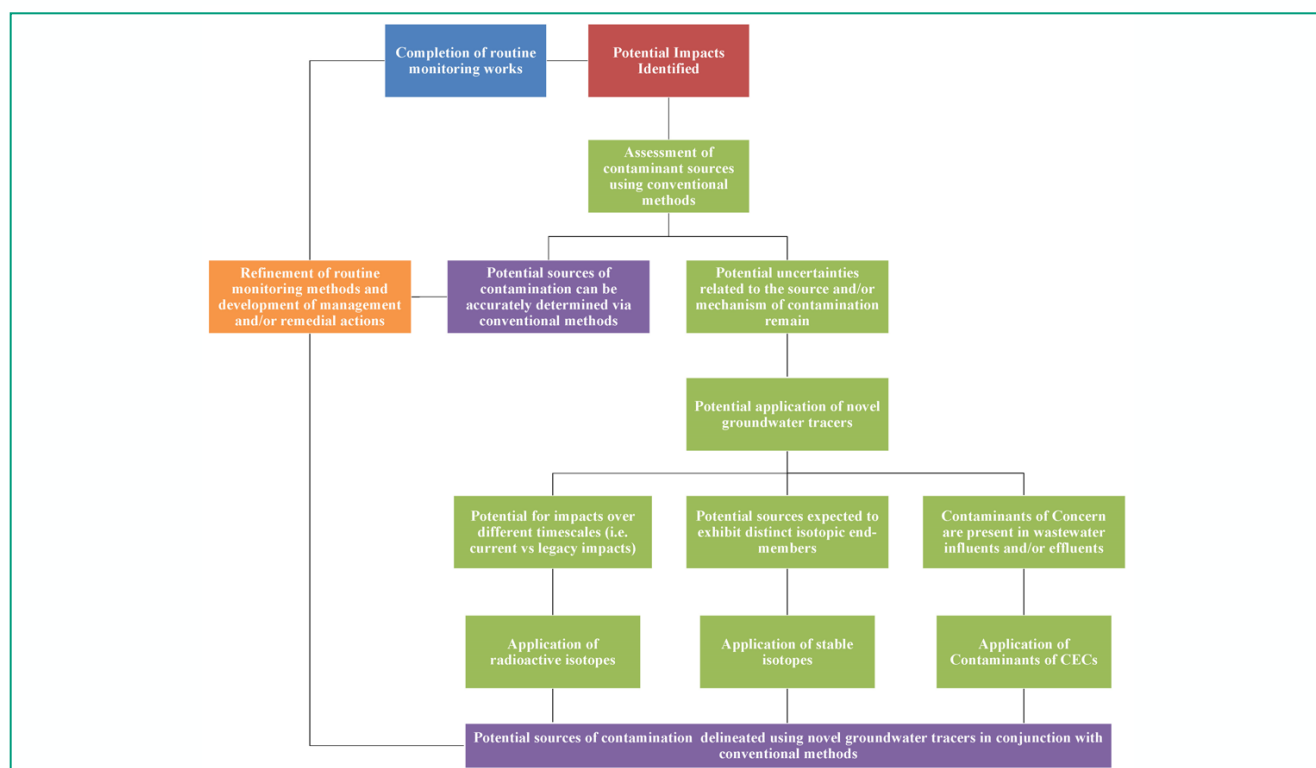 Completion of routine
monitoring works
Potential Impacts
Identified
Assessment of
contaminant sources
using conventional
methods
Refinement of routine
monitoring methods and
development of management
and/or remedial actions
Potential sources of
contamination can be
accurately determined via
conventional methods
Potential uncertainties
related to the source and/or
mechanism of contamination
remain
Potential application of novel
groundwater tracers
Potential for impacts over
different timescales (i.e.
current vs legacy impacts)
Potential sources expected to
exhibit distinct isotopic end-
members
Contaminants of Concern
are present in wastewater
influents and/or effluents
Application of
radioactive isotopes
Application of stable
isotopes
Application of
Contaminants of CECs
Potential sources of contamination delineated using novel groundwater tracers in conjunction with
conventional methods